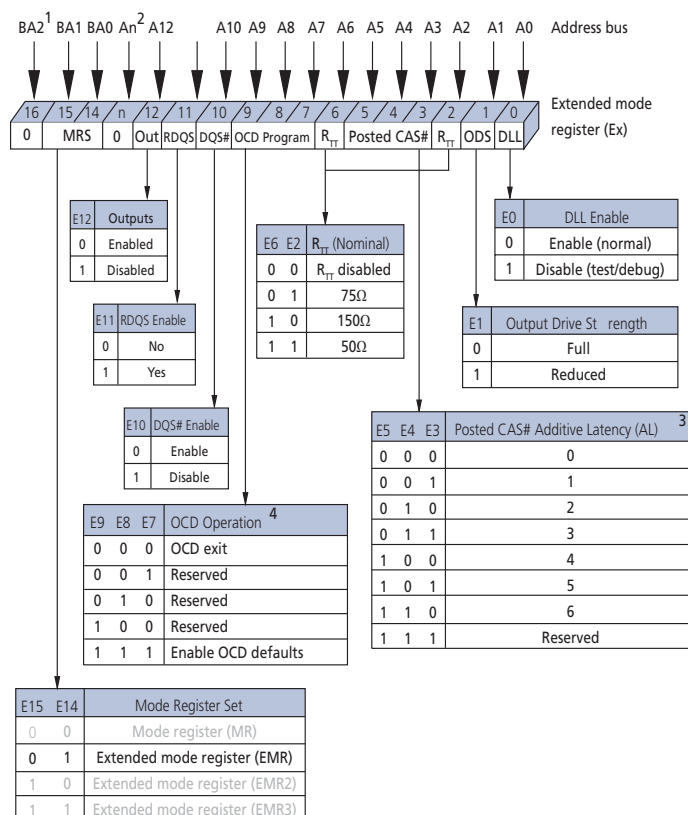 BA2¹ BA1 BA0 An² A12 A10 A9 A8 A7 A6 A5 A4 A3 A2 A1 A0 Address bus
16 15 14 n 12 11 10 9 8 7 6 5 4 3 2 1 0
0 MRS 0 Out RDQS DQS# OCD Program R_TT Posted CAS# R_TT ODS DLL
Extended mode
register (Ex)
E12 Outputs
0 Enabled
1 Disabled
E6 E2 R_TT (Nominal)
0 0 R_TT disabled
0 1 75Ω
1 0 150Ω
1 1 50Ω
E0 DLL Enable
0 Enable (normal)
1 Disable (test/debug)
E11 RDQS Enable
0 No
1 Yes
E1 Output Drive St rength
0 Full
1 Reduced
E10 DQS# Enable
0 Enable
1 Disable
E5 E4 E3 Posted CAS# Additive Latency (AL) 3
0 0 0 0
0 0 1 1
0 1 0 2
0 1 1 3
1 0 0 4
1 0 1 5
1 1 0 6
1 1 1 Reserved
E9 E8 E7 OCD Operation 4
0 0 0 OCD exit
0 0 1 Reserved
0 1 0 Reserved
1 0 0 Reserved
1 1 1 Enable OCD defaults
E15 E14 Mode Register Set
0 0 Mode register (MR)
0 1 Extended mode register (EMR)
1 0 Extended mode register (EMR2)
1 1 Extended mode register (EMR3)